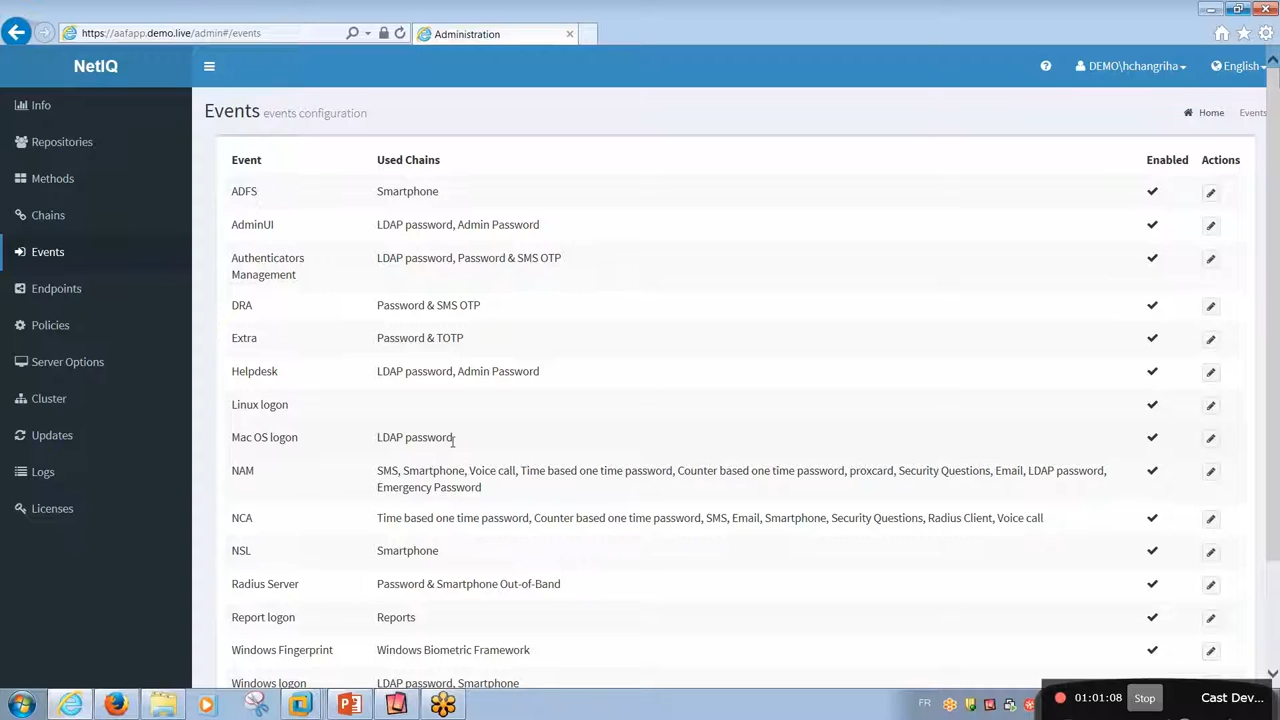 https://aafapp.demo.live/admin#/events
Administration
NetIQ
DEMO\hchangriha
English
Info
Repositories
Methods
Chains
Events
Endpoints
Policies
Server Options
Cluster
Updates
Logs
Licenses
Events events configuration
Home
Events
Event Used Chains Enabled Actions
ADFS Smartphone
AdminUI LDAP password, Admin Password
Authenticators LDAP password, Password & SMS OTP
Management
DRA Password & SMS OTP
Extra Password & TOTP
Helpdesk LDAP password, Admin Password
Linux logon
Mac OS logon LDAP password
NAM SMS, Smartphone, Voice call, Time based one time password, Counter based one time password, proxcard, Security Questions, Email, LDAP password,
Emergency Password
NCA Time based one time password, Counter based one time password, SMS, Email, Smartphone, Security Questions, Radius Client, Voice call
NSL Smartphone
Radius Server Password & Smartphone Out-of-Band
Report logon Reports
Windows Fingerprint Windows Biometric Framework
Windows logon LDAP password, Smartphone
FR
01:01:08
Stop
Cast Dev...